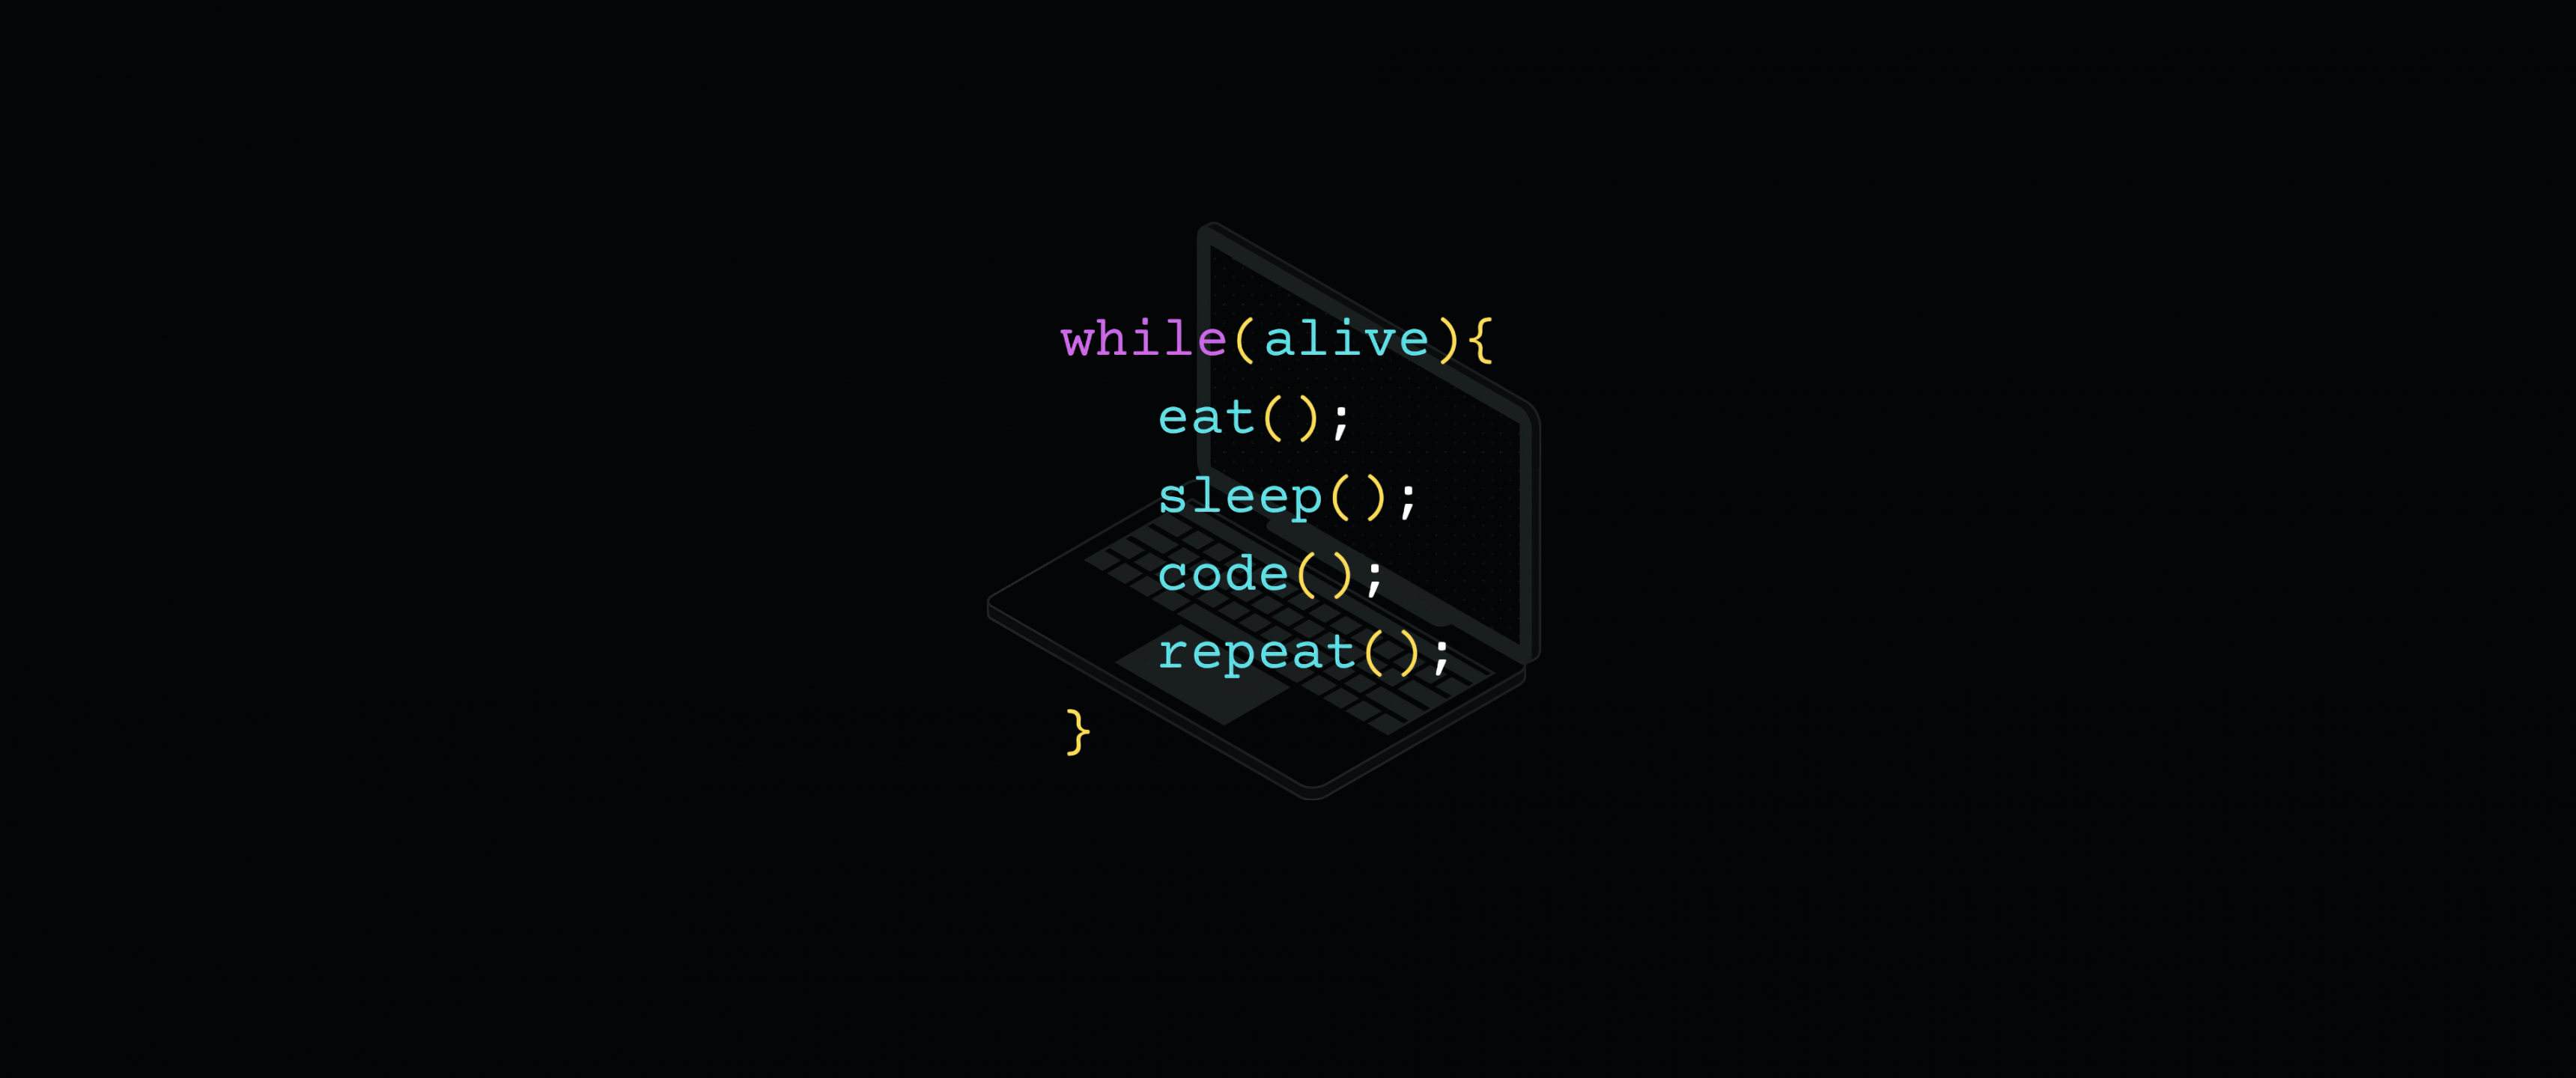 while(alive){
eat();
sleep();
code();
repeat();
}